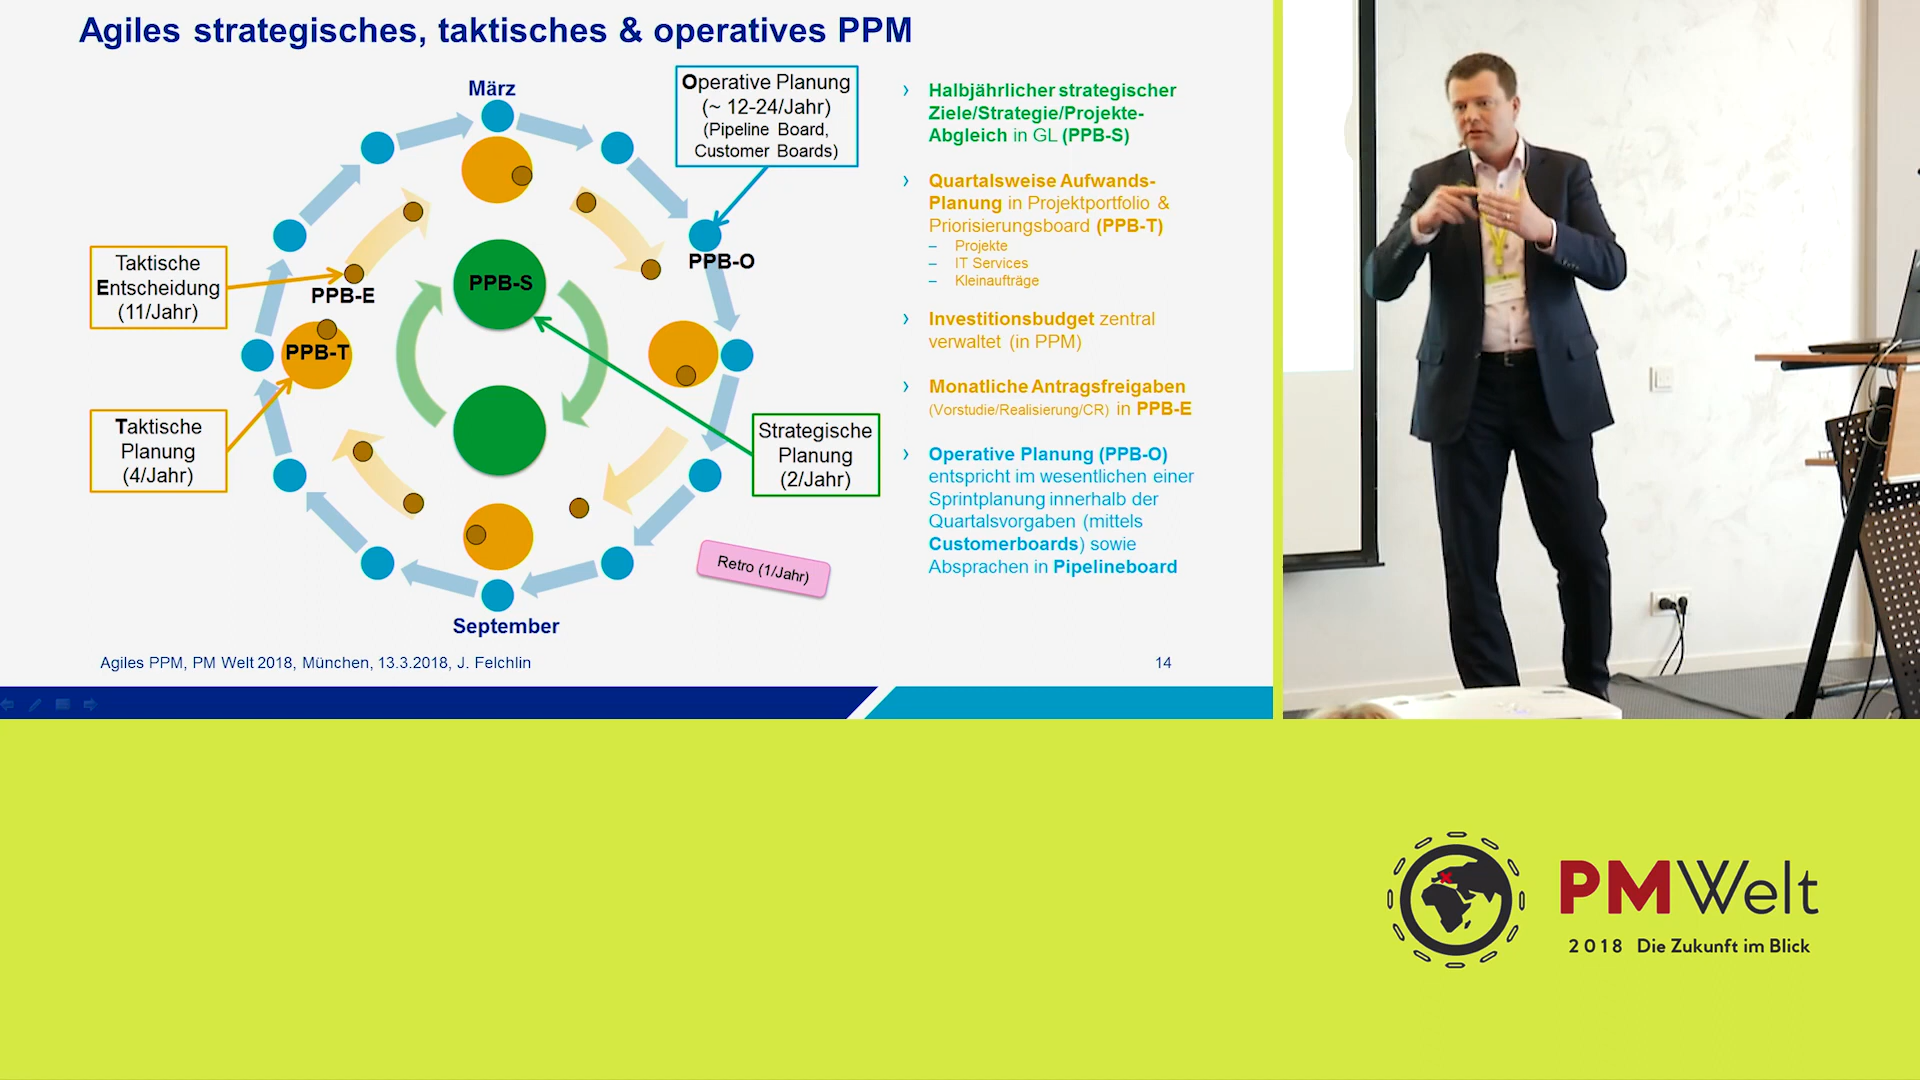 Agiles strategisches, taktisches & operatives PPM
März
Operative Planung
(~ 12-24/Jahr)
(Pipeline Board,
Customer Boards)
PPB-O
Taktische
Entscheidung
(11/Jahr)
PPB-E
PPB-S
PPB-T
Taktische
Planung
(4/Jahr)
Strategische
Planung
(2/Jahr)
Retro (1/Jahr)
September
› Halbjährlicher strategischer
Ziele/Strategie/Projekte-
Abgleich in GL (PPB-S)
› Quartalsweise Aufwands-
Planung in Projektportfolio &
Priorisierungsboard (PPB-T)
– Projekte
– IT Services
– Kleinaufträge
› Investitionsbudget zentral
verwaltet (in PPM)
› Monatliche Antragsfreigaben
(Vorstudie/Realisierung/CR) in PPB-E
› Operative Planung (PPB-O)
entspricht im wesentlichen einer
Sprintplanung innerhalb der
Quartalsvorgaben (mittels
Customerboards) sowie
Absprachen in Pipelineboard
Agiles PPM, PM Welt 2018, München, 13.3.2018, J. Felchlin
14
PMWelt
2018 Die Zukunft im Blick